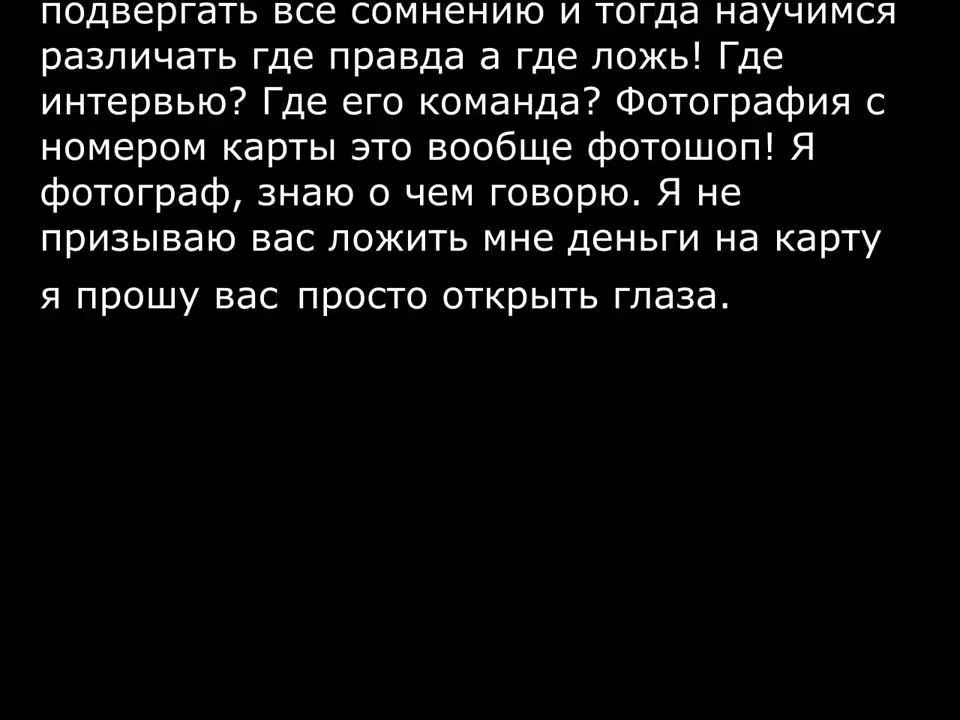 подвергать все сомнению и тогда научимся
различать где правда а где ложь! Где
интервью? Где его команда? Фотография с
номером карты это вообще фотошоп! Я
фотограф, знаю о чем говорю. Я не
призываю вас ложить мне деньги на карту
я прошу вас просто открыть глаза.